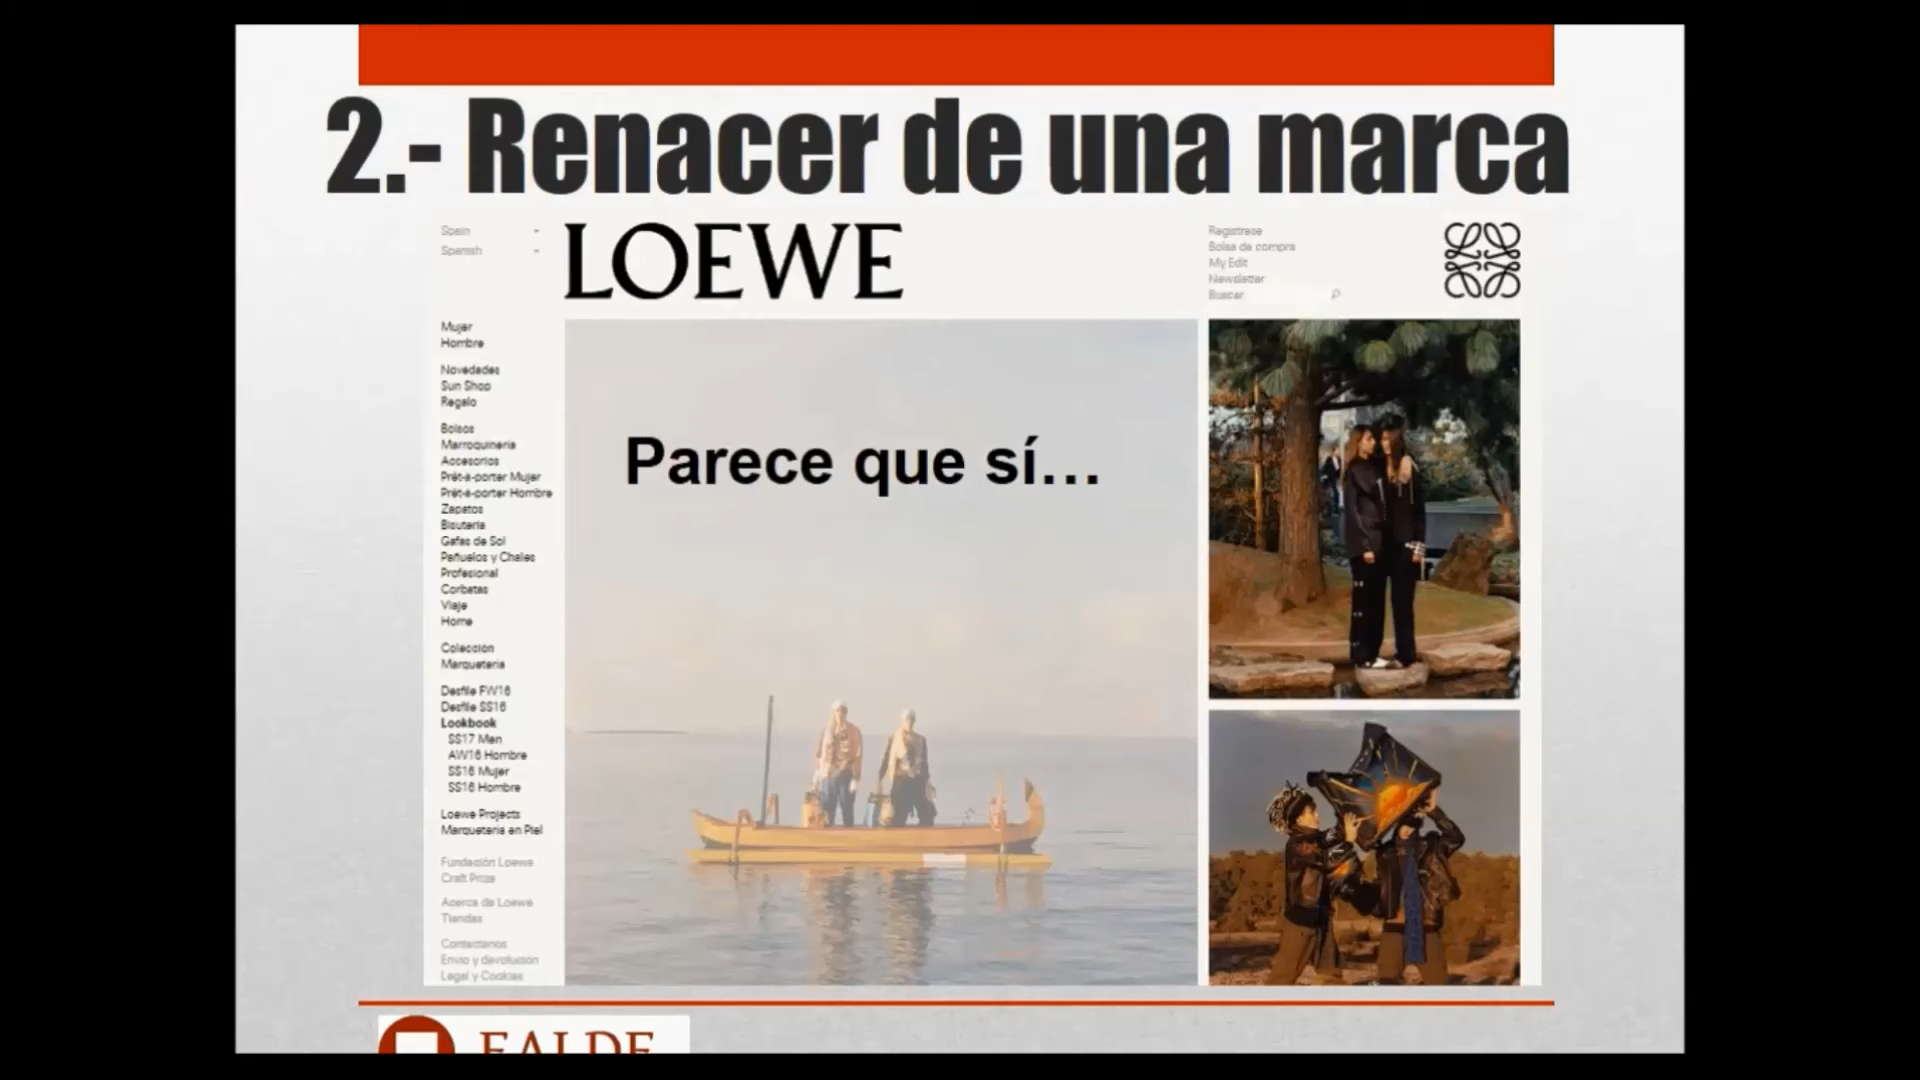 2.- Renacer de una marca
Spain
Spanish
LOEWE
Regístrese
Bolsa de compra
My Edit
Newsletter
Buscar
Mujer
Hombre
Novedades
Sun Shop
Regalo
Bolsos
Marroquinería
Accesorios
Prêt-à-porter Mujer
Prêt-à-porter Hombre
Zapatos
Bisutería
Gafas de Sol
Pañuelos y Chales
Profesional
Corbatas
Viaje
Home
Colección
Marquetería
Desfile FW16
Desfile SS16
Lookbook
SS17 Men
AW16 Hombre
SS16 Mujer
SS16 Hombre
Loewe Projects
Marquetería en Piel
Fundación Loewe
Craft Prize
Acerca de Loewe
Tiendas
Contáctanos
Envío y devolución
Legal y Cookies
Parece que sí...
EALDE